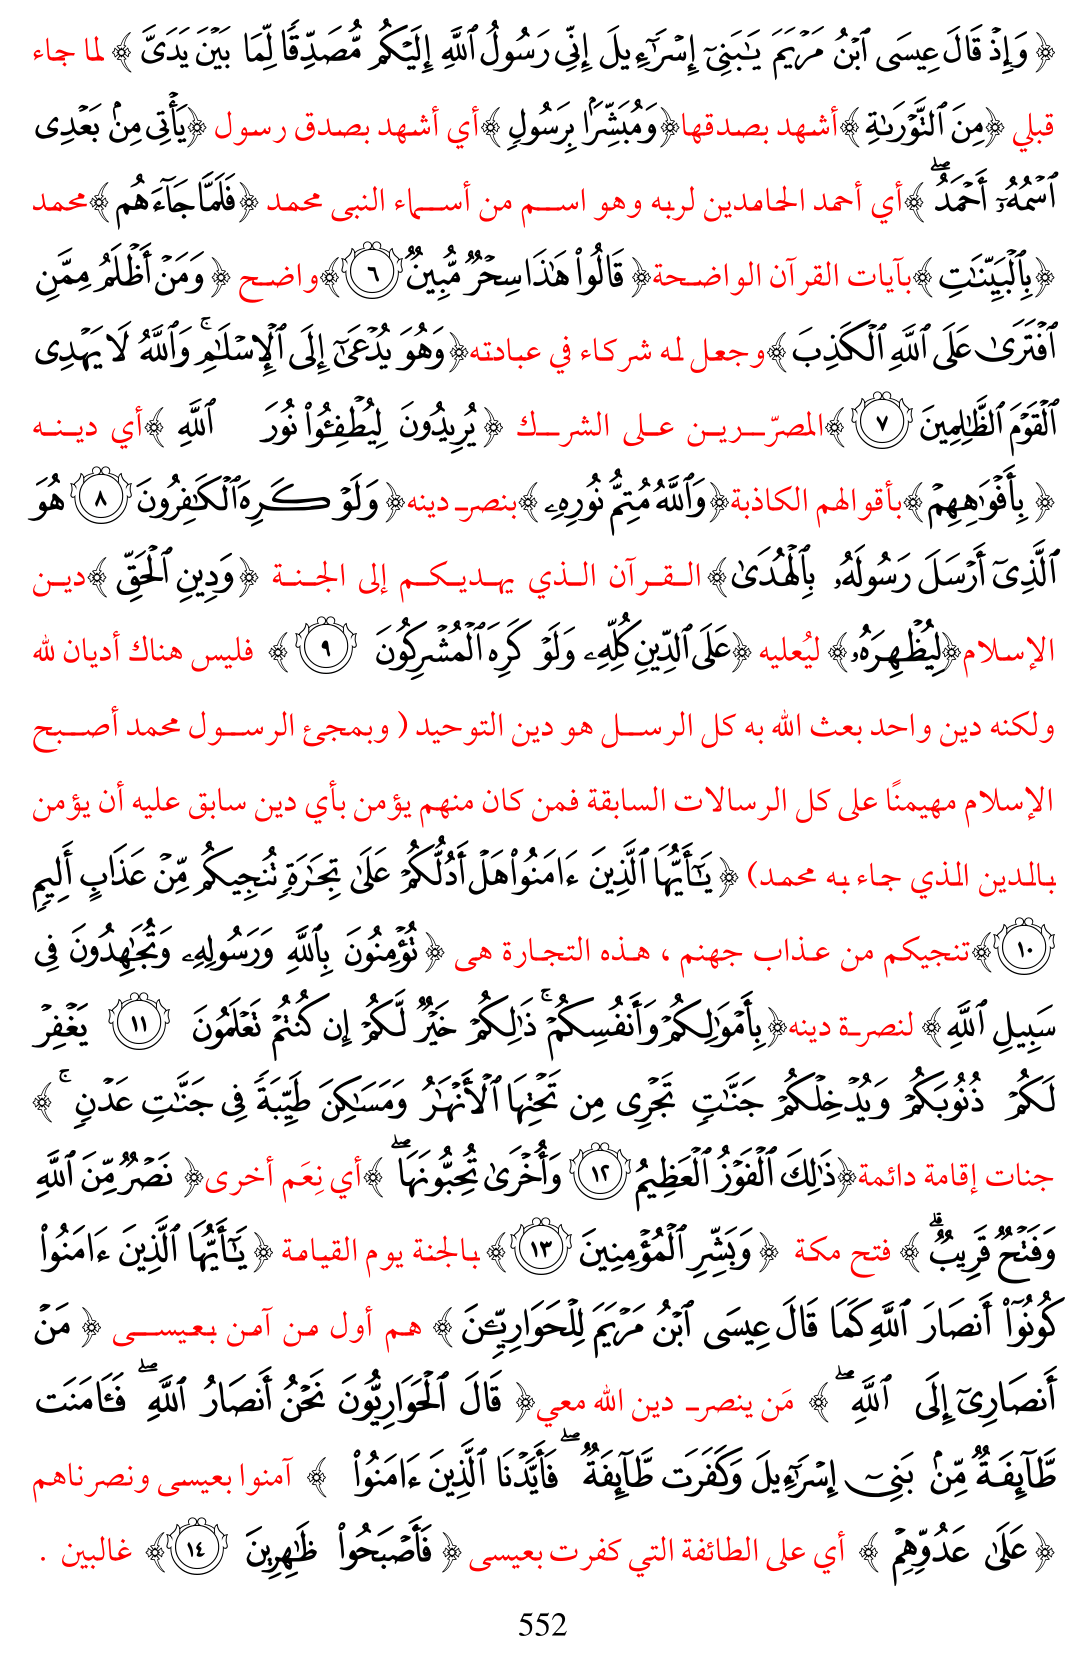 ﴿ وَإِذۡ قَالَ عِيسَى ٱبۡنُ مَرۡيَمَ يَٰبَنِيٓ إِسۡرَٰٓءِيلَ إِنِّي رَسُولُ ٱللَّهِ إِلَيۡكُم مُّصَدِّقٗا لِّمَا بَيۡنَ يَدَيَّ ﴾ لما جاء
قبلي ﴿مِنَ ٱلتَّوۡرَىٰةِ ﴾أشهد بصدقها﴿وَمُبَشِّرَۢا بِرَسُولٖ ﴾أي أشهد بصدق رسول ﴿يَأۡتِي مِنۢ بَعۡدِي
ٱسۡمُهُۥٓ أَحۡمَدُۖ ﴾أي أحمد الحامدين لربه وهو اسم من أسماء النبى محمد ﴿فَلَمَّا جَآءَهُم ﴾محمد
﴿بِٱلۡبَيِّنَٰتِ ﴾بآيات القرآن الواضحة﴿ قَالُواْ هَٰذَا سِحۡرٞ مُّبِينٞ ٦ ﴾واضح ﴿ وَمَنۡ أَظۡلَمُ مِمَّنِ
ٱفۡتَرَىٰ عَلَى ٱللَّهِ ٱلۡكَذِبَ ﴾وجعل له شركاء في عبادته﴿وَهُوَ يُدۡعَىٰٓ إِلَى ٱلۡإِسۡلَٰمِۚ وَٱللَّهُ لَا يَهۡدِي
ٱلۡقَوۡمَ ٱلظَّٰلِمِينَ ٧ ﴾المصرّرين على الشرك ﴿ يُرِيدُونَ لِيُطۡفِـُٔواْ نُورَ ٱللَّهِ ﴾أي دينه
﴿ بِأَفۡوَٰهِهِمۡ ﴾بأقوالهم الكاذبة﴿وَٱللَّهُ مُتِمُّ نُورِهِۦ ﴾بنصر دينه﴿ وَلَوۡ كَرِهَ ٱلۡكَٰفِرُونَ ٨ هُوَ
ٱلَّذِيٓ أَرۡسَلَ رَسُولَهُۥ بِٱلۡهُدَىٰ﴾ القرآن الذي يهديكم إلى الجنة ﴿وَدِينِ ٱلۡحَقِّ ﴾دين
الإسلام﴿لِيُظۡهِرَهُۥ﴾ ليُعليه ﴿عَلَى ٱلدِّينِ كُلِّهِۦ وَلَوۡ كَرِهَ ٱلۡمُشۡرِكُونَ ٩ ﴾ فليس هناك أديان لله
ولكنه دين واحد بعث الله به كل الرسل هو دين التوحيد ( وبمجئ الرسول محمد أصبح
الإسلام مهيمنًا على كل الرسالات السابقة فمن كان منهم يؤمن بأي دين سابق عليه أن يؤمن
بالدين الذي جاء به محمد) ﴿ يَٰٓأَيُّهَا ٱلَّذِينَ ءَامَنُواْ هَلۡ أَدُلُّكُمۡ عَلَىٰ تِجَٰرَةٖ تُنجِيكُم مِّنۡ عَذَابٍ أَلِيمٖ
١٠ ﴾تنجيكم من عذاب جهنم ، هذه التجارة هى ﴿ تُؤۡمِنُونَ بِٱللَّهِ وَرَسُولِهِۦ وَتُجَٰهِدُونَ فِي
سَبِيلِ ٱللَّهِ ﴾ لنصرة دينه﴿بِأَمۡوَٰلِكُمۡ وَأَنفُسِكُمۡۚ ذَٰلِكُمۡ خَيۡرٞ لَّكُمۡ إِن كُنتُمۡ تَعۡلَمُونَ ١١ يَغۡفِرۡ
لَكُمۡ ذُنُوبَكُمۡ وَيُدۡخِلۡكُمۡ جَنَّٰتٖ تَجۡرِي مِن تَحۡتِهَا ٱلۡأَنۡهَٰرُ وَمَسَٰكِنَ طَيِّبَةٗ فِي جَنَّٰتِ عَدۡنٖۚ ﴾
جنات إقامة دائمة﴿ذَٰلِكَ ٱلۡفَوۡزُ ٱلۡعَظِيمُ ١٢ وَأُخۡرَىٰ تُحِبُّونَهَاۖ ﴾أي نِعَم أخرى﴿ نَصۡرٞ مِّنَ ٱللَّهِ
وَفَتۡحٞ قَرِيبٞۗ ﴾ فتح مكة ﴿ وَبَشِّرِ ٱلۡمُؤۡمِنِينَ ١٣ ﴾بالجنة يوم القيامة ﴿ يَٰٓأَيُّهَا ٱلَّذِينَ ءَامَنُواْ
كُونُوٓاْ أَنصَارَ ٱللَّهِ كَمَا قَالَ عِيسَى ٱبۡنُ مَرۡيَمَ لِلۡحَوَارِيِّـۧنَ ﴾ هم أول من آمن بعيسى ﴿ مَنۡ
أَنصَارِيٓ إِلَى ٱللَّهِۖ ﴾ مَن ينصر دين الله معي﴿ قَالَ ٱلۡحَوَارِيُّونَ نَحۡنُ أَنصَارُ ٱللَّهِۖ فَـَٔامَنَت
طَّآئِفَةٞ مِّنۢ بَنِيٓ إِسۡرَٰٓءِيلَ وَكَفَرَت طَّآئِفَةٞۖ فَأَيَّدۡنَا ٱلَّذِينَ ءَامَنُواْ ﴾ آمنوا بعيسى ونصرناهم
﴿ عَلَىٰ عَدُوِّهِمۡ ﴾ أي على الطائفة التي كفرت بعيسى ﴿ فَأَصۡبَحُواْ ظَٰهِرِينَ ١٤ ﴾ غالبين .
552